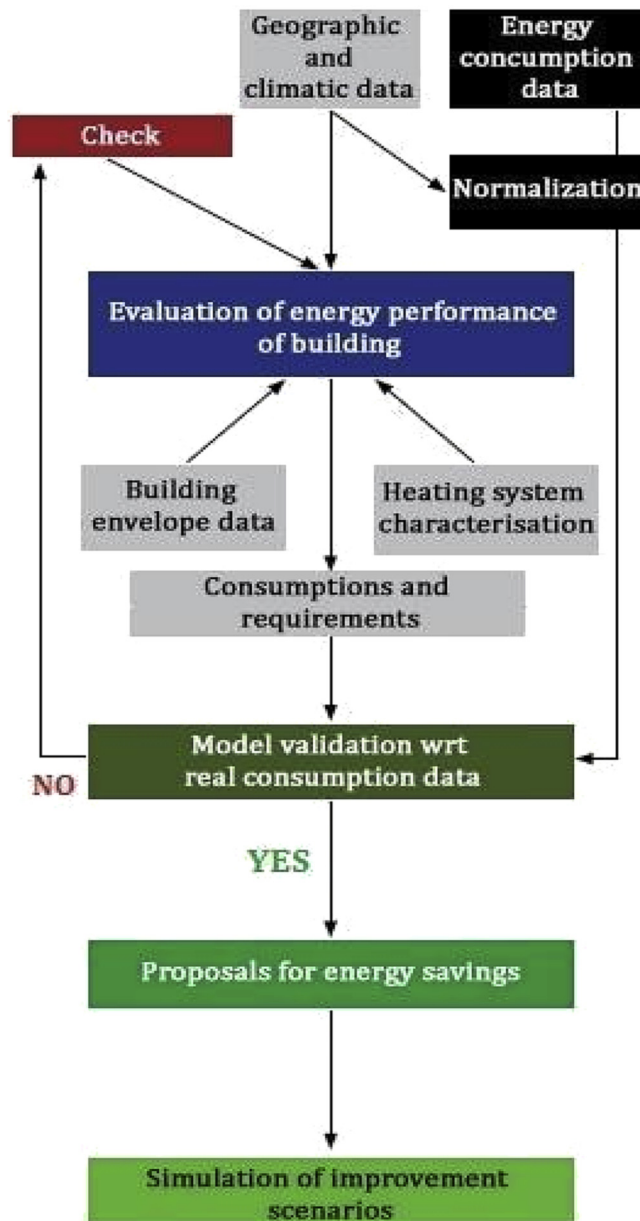 Geographic
and
climatic data
Energy
concumption
data
Check
Normalization
Evaluation of energy performance
of building
Building
envelope data
Heating system
characterisation
Consumptions and
requirements
Model validation wrt
real consumption data
NO
YES
Proposals for energy savings
Simulation of improvement
scenarios